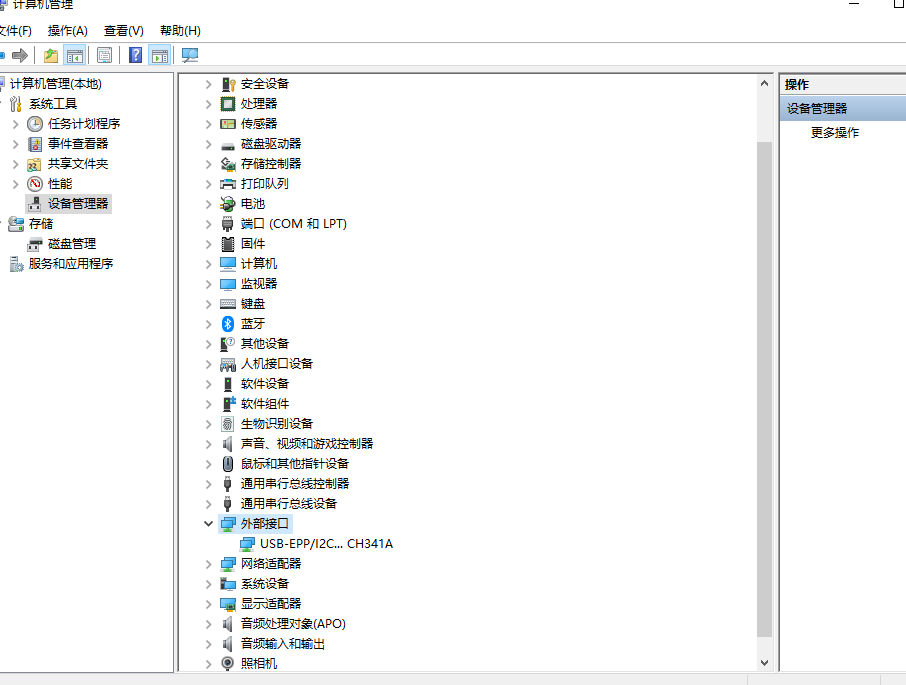 计算机管理
文件(F) 操作(A) 查看(V) 帮助(H)
计算机管理(本地)
系统工具
任务计划程序
事件查看器
共享文件夹
性能
设备管理器
存储
磁盘管理
服务和应用程序
安全设备
处理器
传感器
磁盘驱动器
存储控制器
打印队列
电池
端口 (COM 和 LPT)
固件
计算机
监视器
键盘
蓝牙
其他设备
人机接口设备
软件设备
软件组件
生物识别设备
声音、视频和游戏控制器
鼠标和其他指针设备
通用串行总线控制器
通用串行总线设备
外部接口
USB-EPP/I2C... CH341A
网络适配器
系统设备
显示适配器
音频处理对象(APO)
音频输入和输出
照相机
操作
设备管理器
更多操作